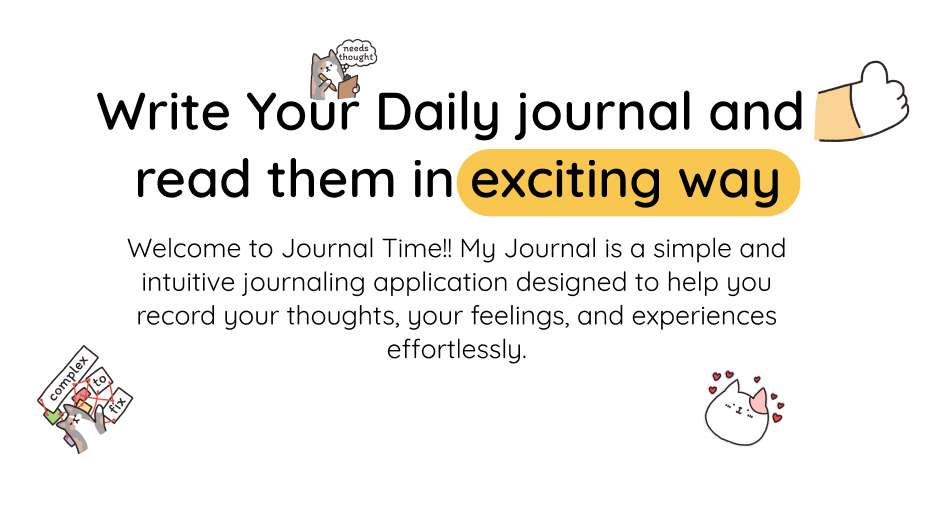 needs
thought
Write Your Daily journal and
read them in exciting way
Welcome to Journal Time!! My Journal is a simple and
intuitive journaling application designed to help you
record your thoughts, your feelings, and experiences
effortlessly.
complex
to
fix